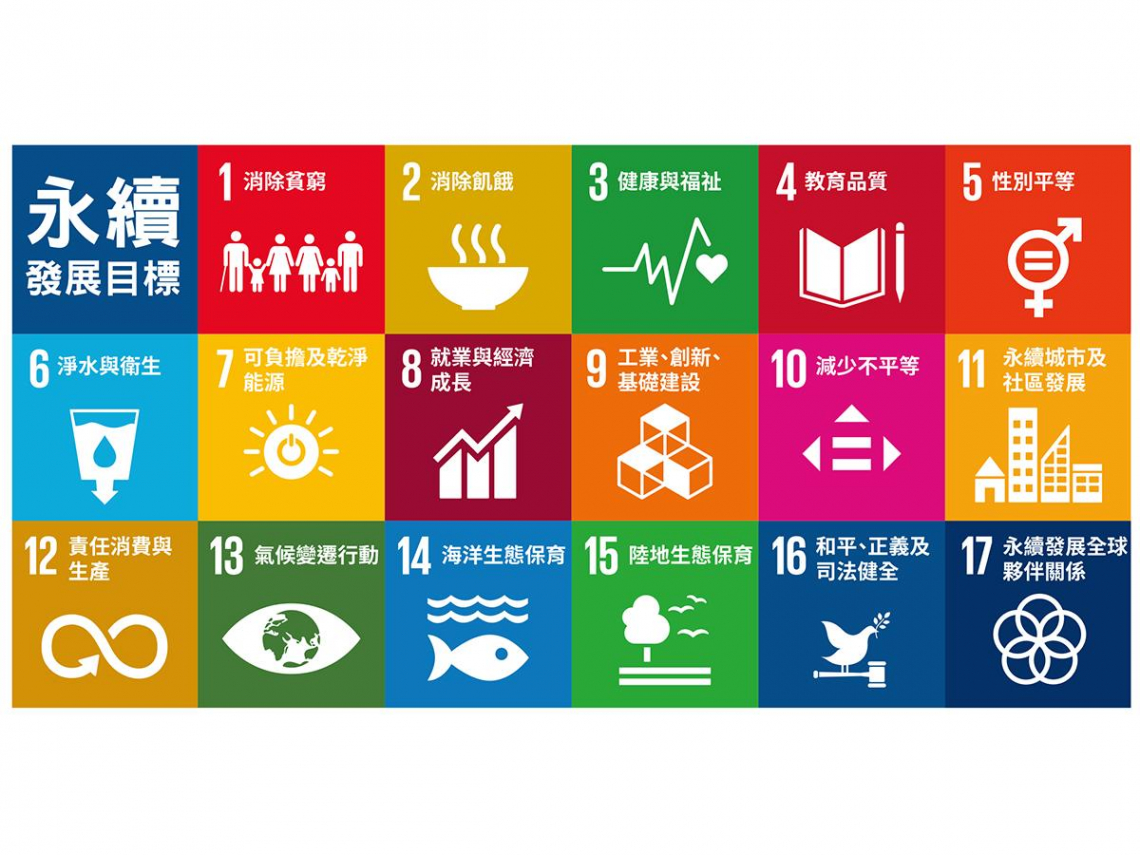 永續
發展目標
1 消除貧窮
2 消除飢餓
3 健康與福祉
4 教育品質
5 性別平等
6 淨水與衛生
7 可負擔及乾淨
能源
8 就業與經濟
成長
9 工業、創新、
基礎建設
10 減少不平等
11 永續城市及
社區發展
12 責任消費與
生產
13 氣候變遷行動
14 海洋生態保育
15 陸地生態保育
16 和平、正義及
司法健全
17 永續發展全球
夥伴關係